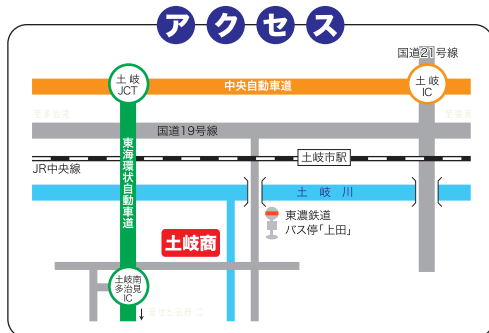 アクセス
国道21号線
土岐
JCT
中央自動車道
土岐
IC
国道19号線
東海環状自動車道
土岐市駅
JR中央線
土岐川
東濃鉄道
バス停「上田」
土岐商
土岐南
多治見
IC